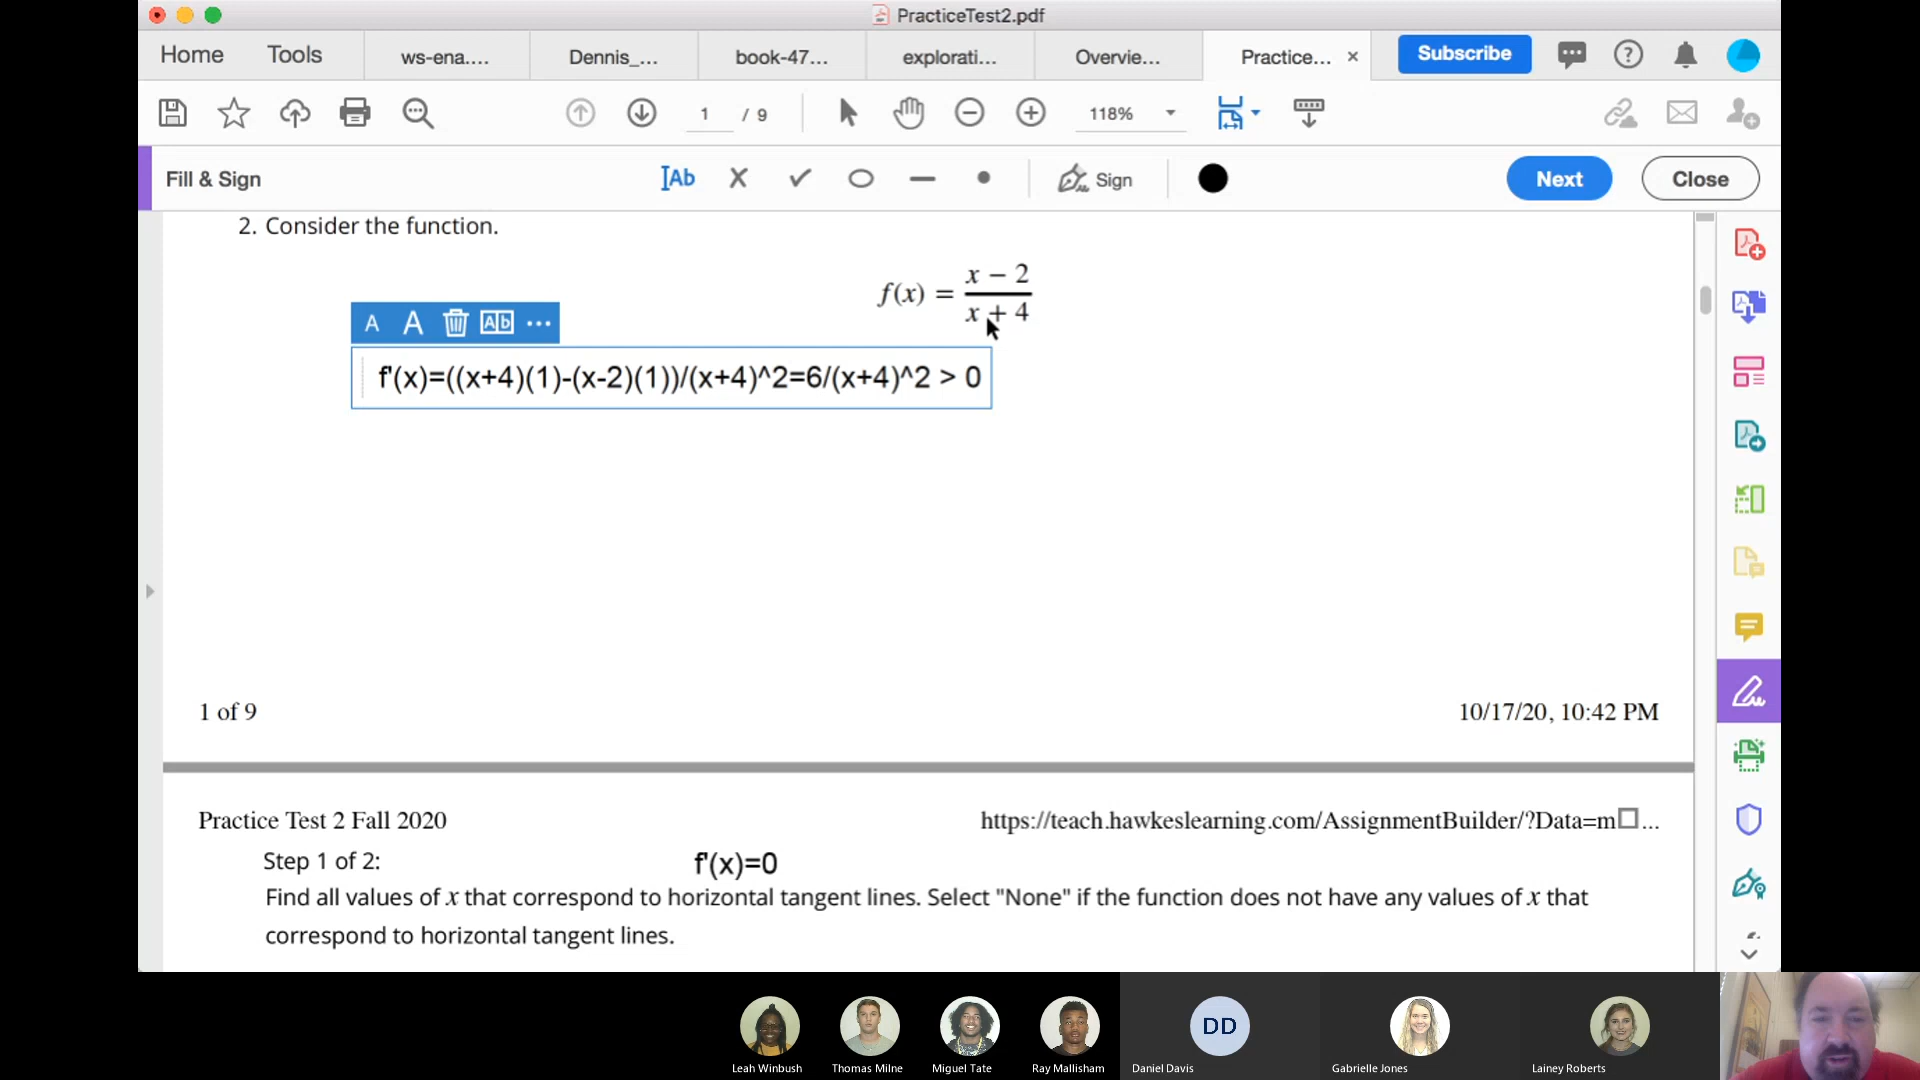 PracticeTest2.pdf
Home Tools ws-ena.... Dennis_... book-47... explorati... Overvie... Practice... × Subscribe
1 / 9 118%
Fill & Sign Ab Sign Next Close
2. Consider the function.
f(x) = x − 2 / x + 4
A A Ab ...
f'(x)=((x+4)(1)-(x-2)(1))/(x+4)^2=6/(x+4)^2 > 0
1 of 9 10/17/20, 10:42 PM
Practice Test 2 Fall 2020 https://teach.hawkeslearning.com/AssignmentBuilder/?Data=m□...
Step 1 of 2: f'(x)=0
Find all values of x that correspond to horizontal tangent lines. Select "None" if the function does not have any values of x that
correspond to horizontal tangent lines.
DD
Leah Winbush Thomas Milne Miguel Tate Ray Mallisham Daniel Davis Gabrielle Jones Lainey Roberts